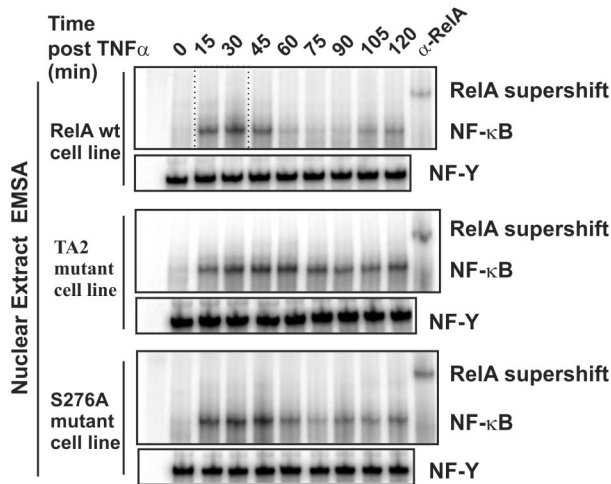 Time
post TNFα
(min)
0 15 30 45 60 75 90 105 120 α-RelA
Nuclear Extract EMSA
RelA wt
cell line
RelA supershift
NF-κB
NF-Y
TA2
mutant
cell line
RelA supershift
NF-κB
NF-Y
S276A
mutant
cell line
RelA supershift
NF-κB
NF-Y